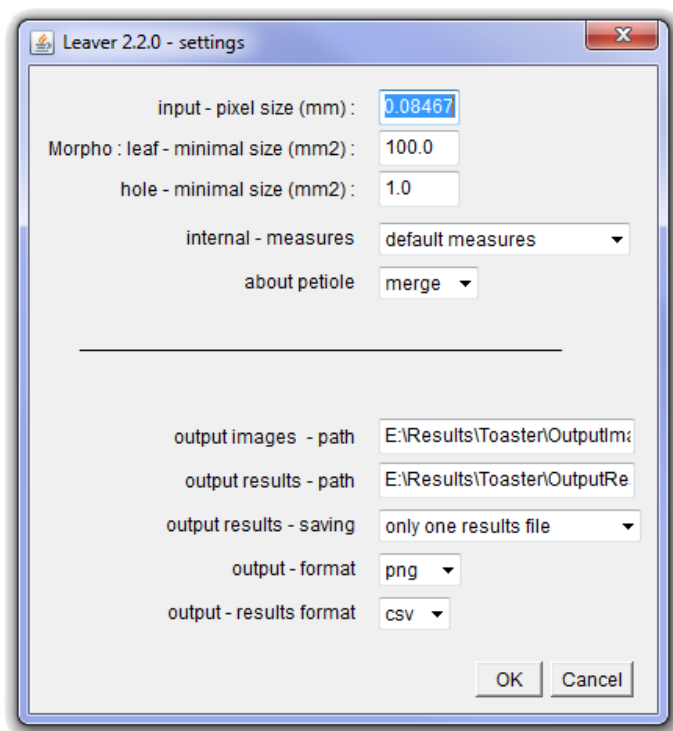 Leaver 2.2.0 - settings
input - pixel size (mm) : 0.08467
Morpho : leaf - minimal size (mm2) : 100.0
hole - minimal size (mm2) : 1.0
internal - measures default measures
about petiole merge
output images - path E:\Results\Toaster\OutputIma
output results - path E:\Results\Toaster\OutputRe
output results - saving only one results file
output - format png
output - results format csv
OK Cancel